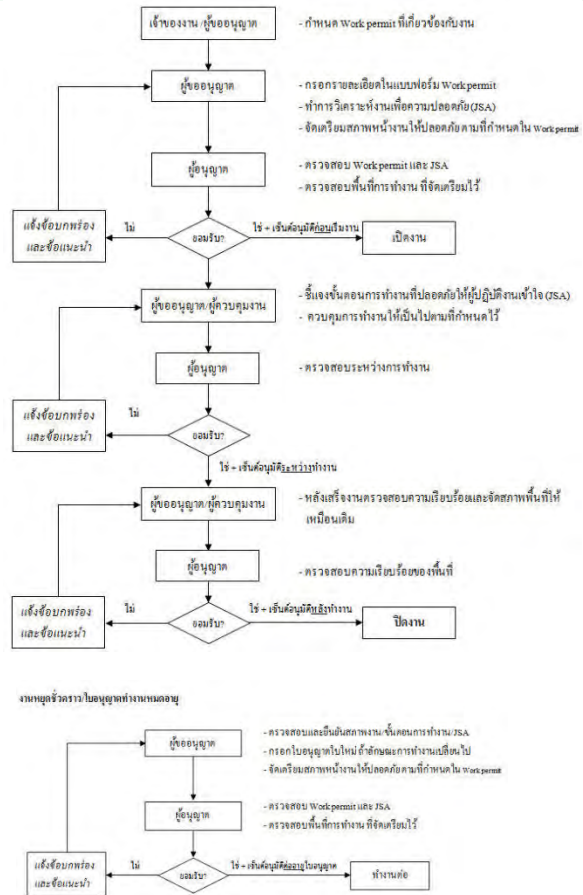 เจ้าของงาน /ผู้ขออนุญาต
- กำหนด Work permit ที่เกี่ยวข้องกับงาน
ผู้ขออนุญาต
- กรอกรายละเอียดในแบบฟอร์ม Work permit
- ทำการวิเคราะห์งานเพื่อความปลอดภัย (JSA)
- จัดเตรียมสภาพหน้างานให้ปลอดภัยตามที่กำหนดใน Work permit
ผู้อนุญาต
- ตรวจสอบ Work permit และ JSA
- ตรวจสอบพื้นที่การทำงาน ที่จัดเตรียมไว้
แจ้งข้อบกพร่อง
และข้อแนะนำ
ไม่
ยอมรับ?
ใช่ + เซ็นต์อนุมัติก่อนเริ่มงาน
เปิดงาน
ผู้ขออนุญาต/ผู้ควบคุมงาน
- ชี้แจงขั้นตอนการทำงานที่ปลอดภัยให้ผู้ปฏิบัติงานเข้าใจ (JSA)
- ควบคุมการทำงานให้เป็นไปตามที่กำหนดไว้
ผู้อนุญาต
- ตรวจสอบระหว่างการทำงาน
แจ้งข้อบกพร่อง
และข้อแนะนำ
ไม่
ยอมรับ?
ใช่ + เซ็นต์อนุมัติระหว่างทำงาน
ผู้ขออนุญาต/ผู้ควบคุมงาน
- หลังเสร็จงานตรวจสอบความเรียบร้อยและจัดสภาพพื้นที่ให้
เหมือนเดิม
ผู้อนุญาต
- ตรวจสอบความเรียบร้อยของพื้นที่
แจ้งข้อบกพร่อง
และข้อแนะนำ
ไม่
ยอมรับ?
ใช่ + เซ็นต์อนุมัติหลังทำงาน
ปิดงาน
งานหยุดชั่วคราว/ใบอนุญาตทำงานหมดอายุ
ผู้ขออนุญาต
- ตรวจสอบและยืนยันสภาพงาน/ขั้นตอนการทำงาน/JSA
- กรอกใบอนุญาตใบใหม่ ถ้าลักษณะการทำงานเปลี่ยนไป
- จัดเตรียมสภาพหน้างานให้ปลอดภัยตามที่กำหนดใน Work permit
ผู้อนุญาต
- ตรวจสอบ Work permit และ JSA
- ตรวจสอบพื้นที่การทำงาน ที่จัดเตรียมไว้
แจ้งข้อบกพร่อง
และข้อแนะนำ
ไม่
ยอมรับ?
ใช่ + เซ็นต์อนุมัติต่ออายุใบอนุญาต
ทำงานต่อ